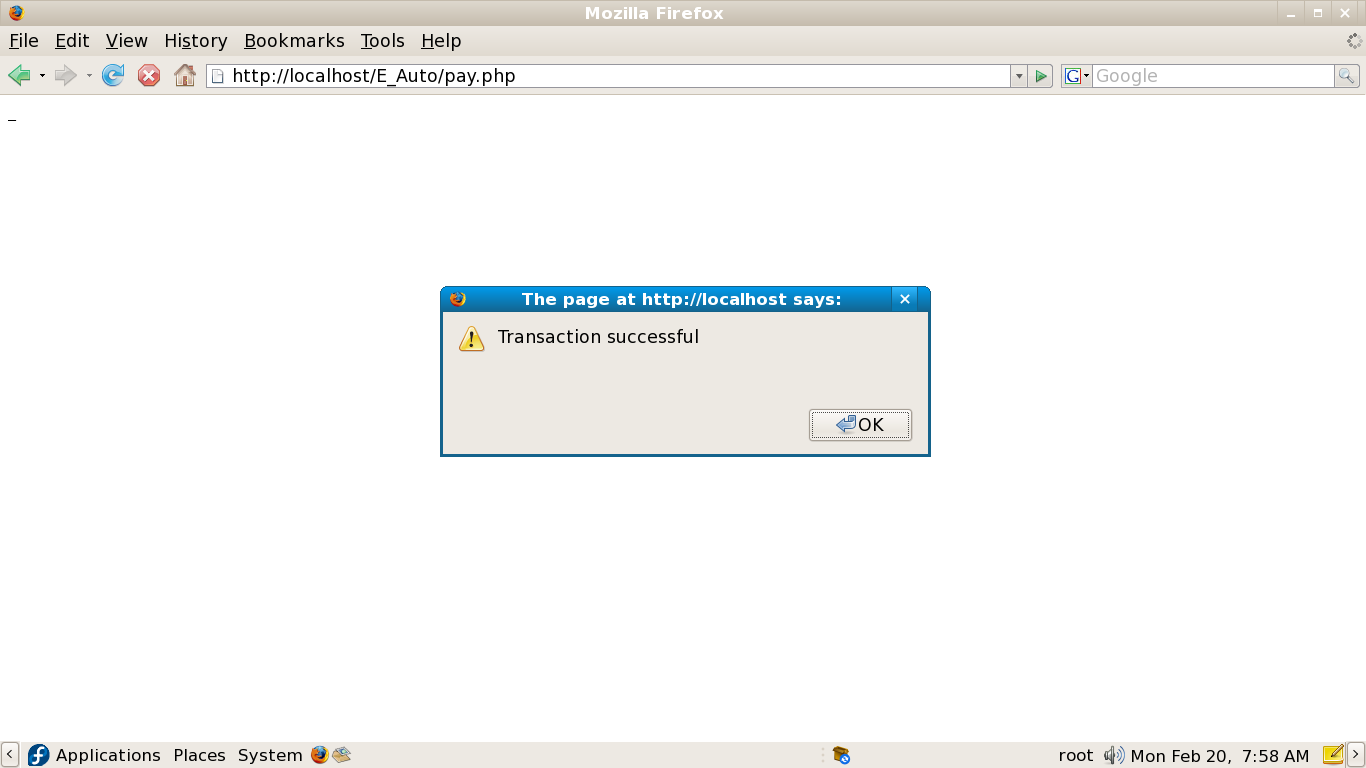 Mozilla Firefox
File Edit View History Bookmarks Tools Help
http://localhost/E_Auto/pay.php
G Google
The page at http://localhost says:
Transaction successful
OK
Applications Places System root Mon Feb 20, 7:58 AM